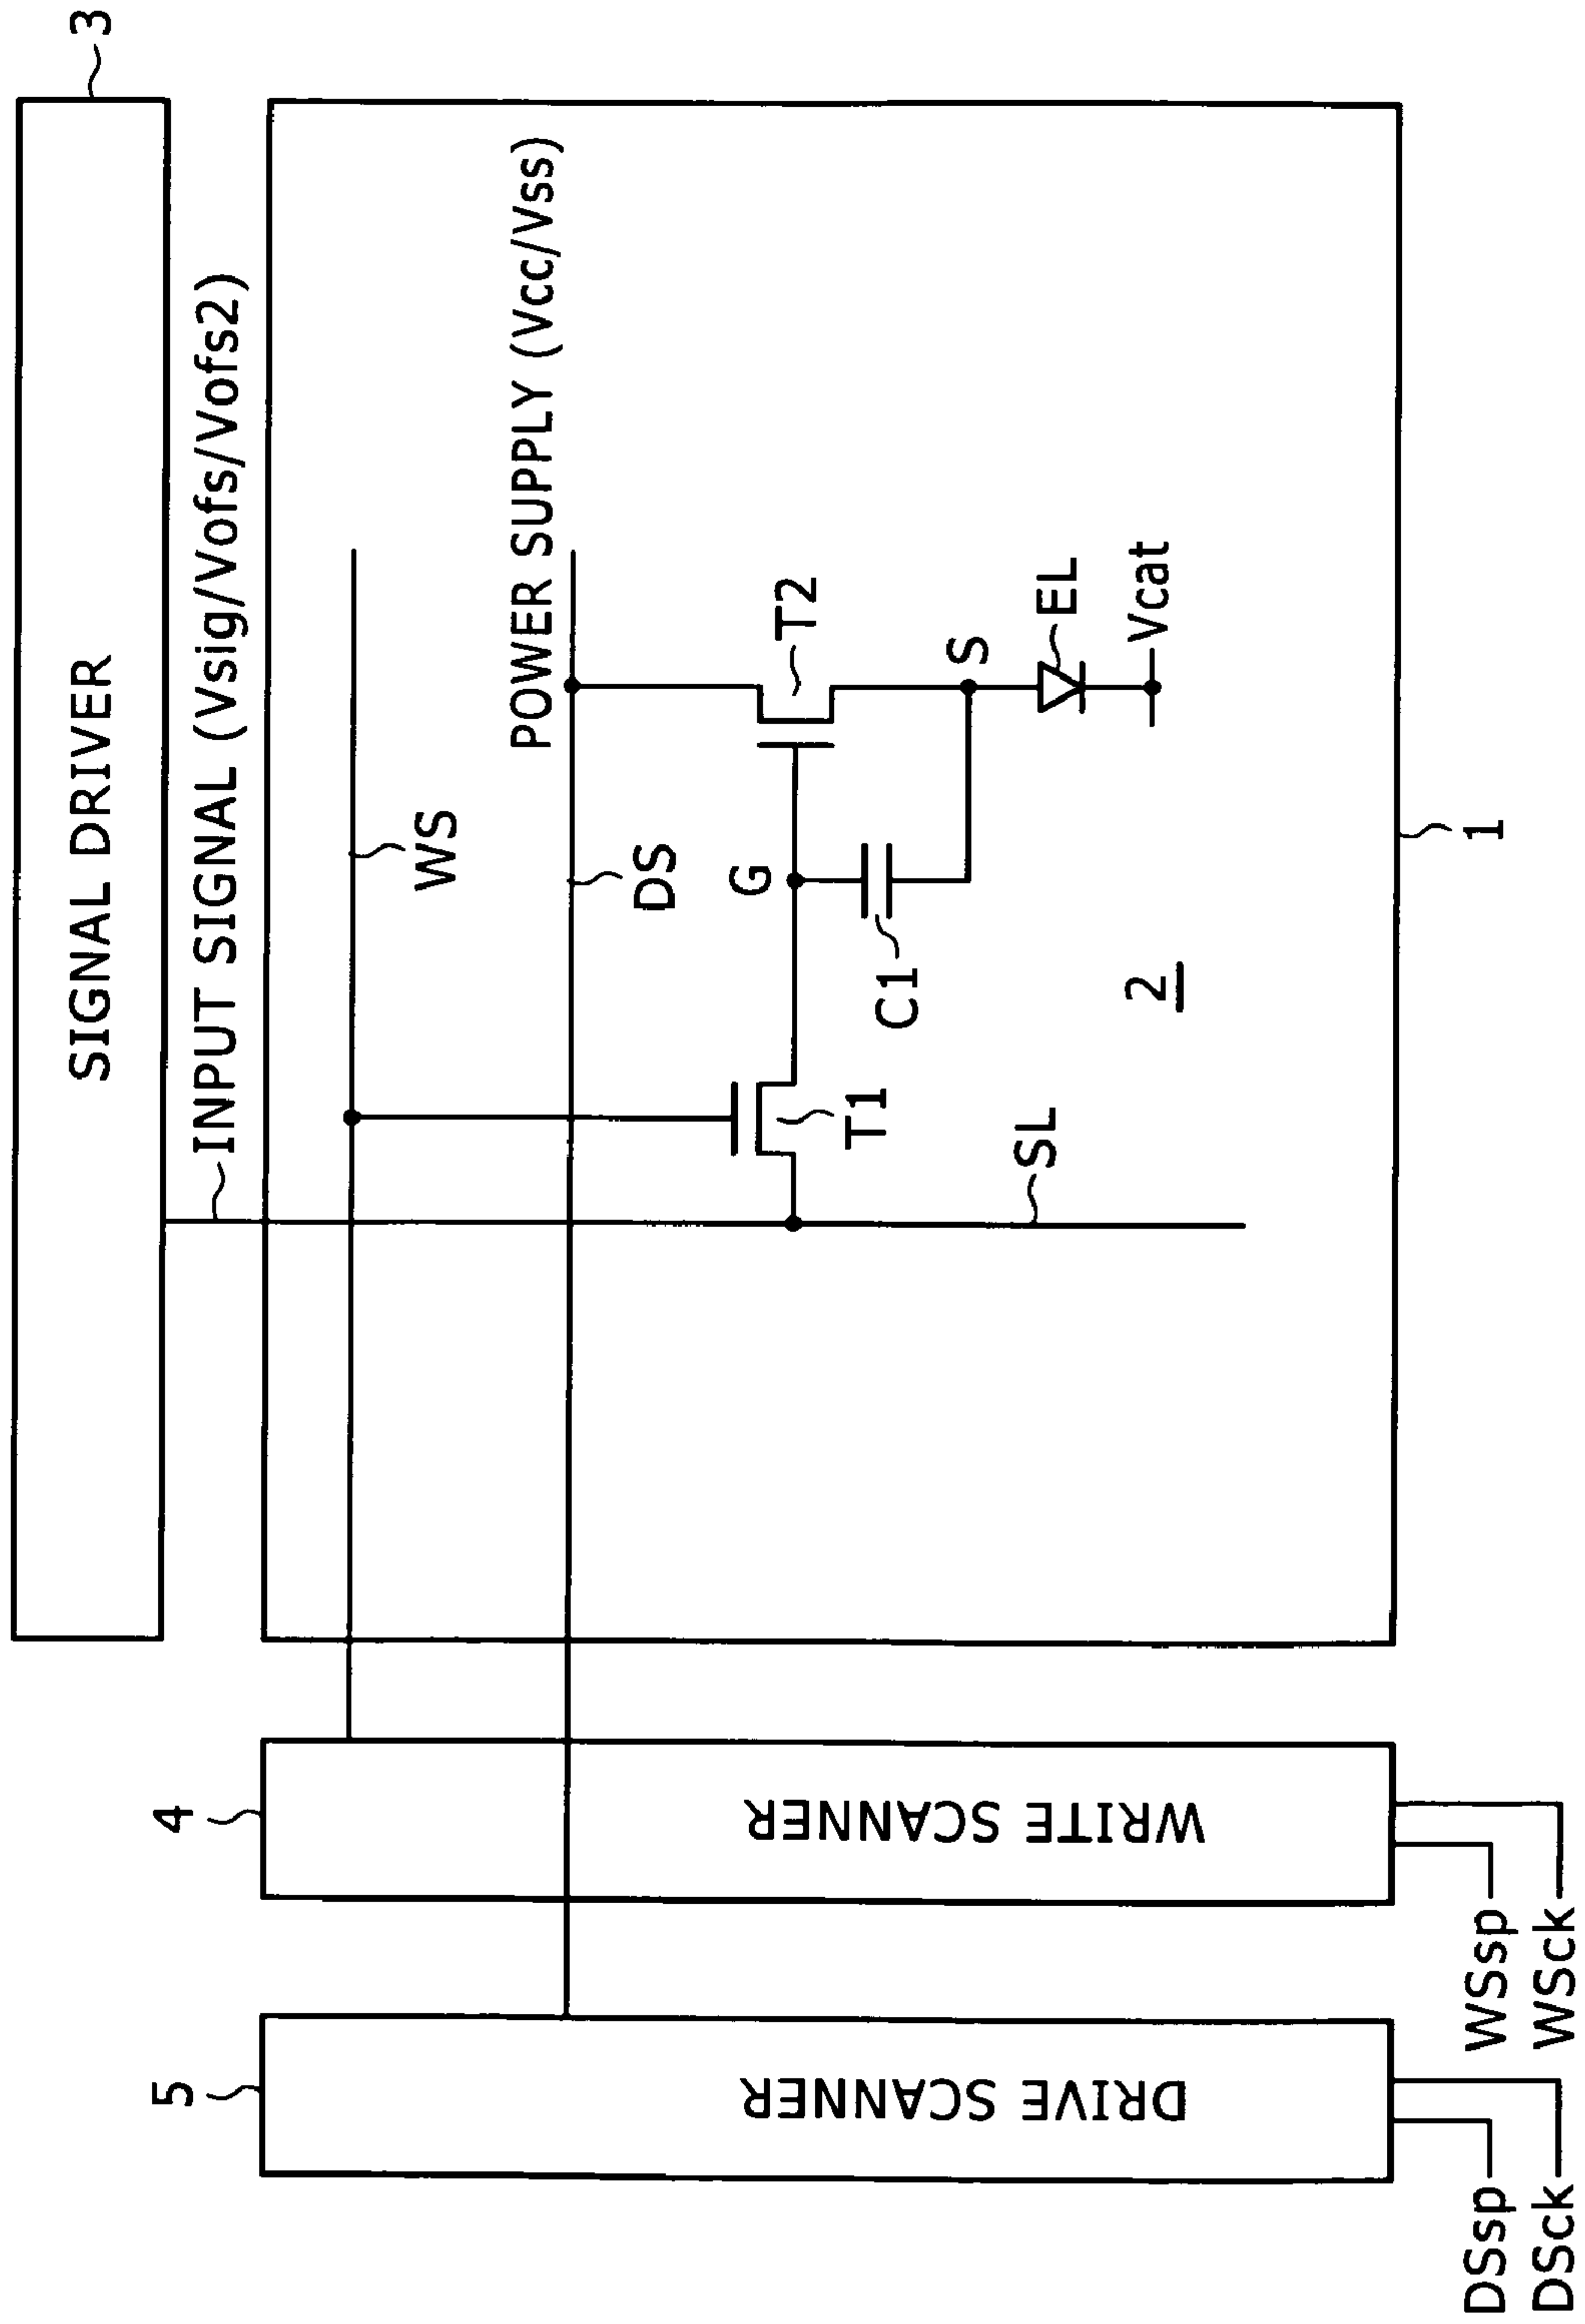 SIGNAL DRIVER
3
INPUT SIGNAL (Vsig/Vofs/Vofs2)
WS
POWER SUPPLY (Vcc/Vss)
DS
G
T2
T1
C1
S
EL
SL
2
Vcat
1
4
WRITE SCANNER
WSsp
WSck
5
DRIVE SCANNER
DSsp
DSck